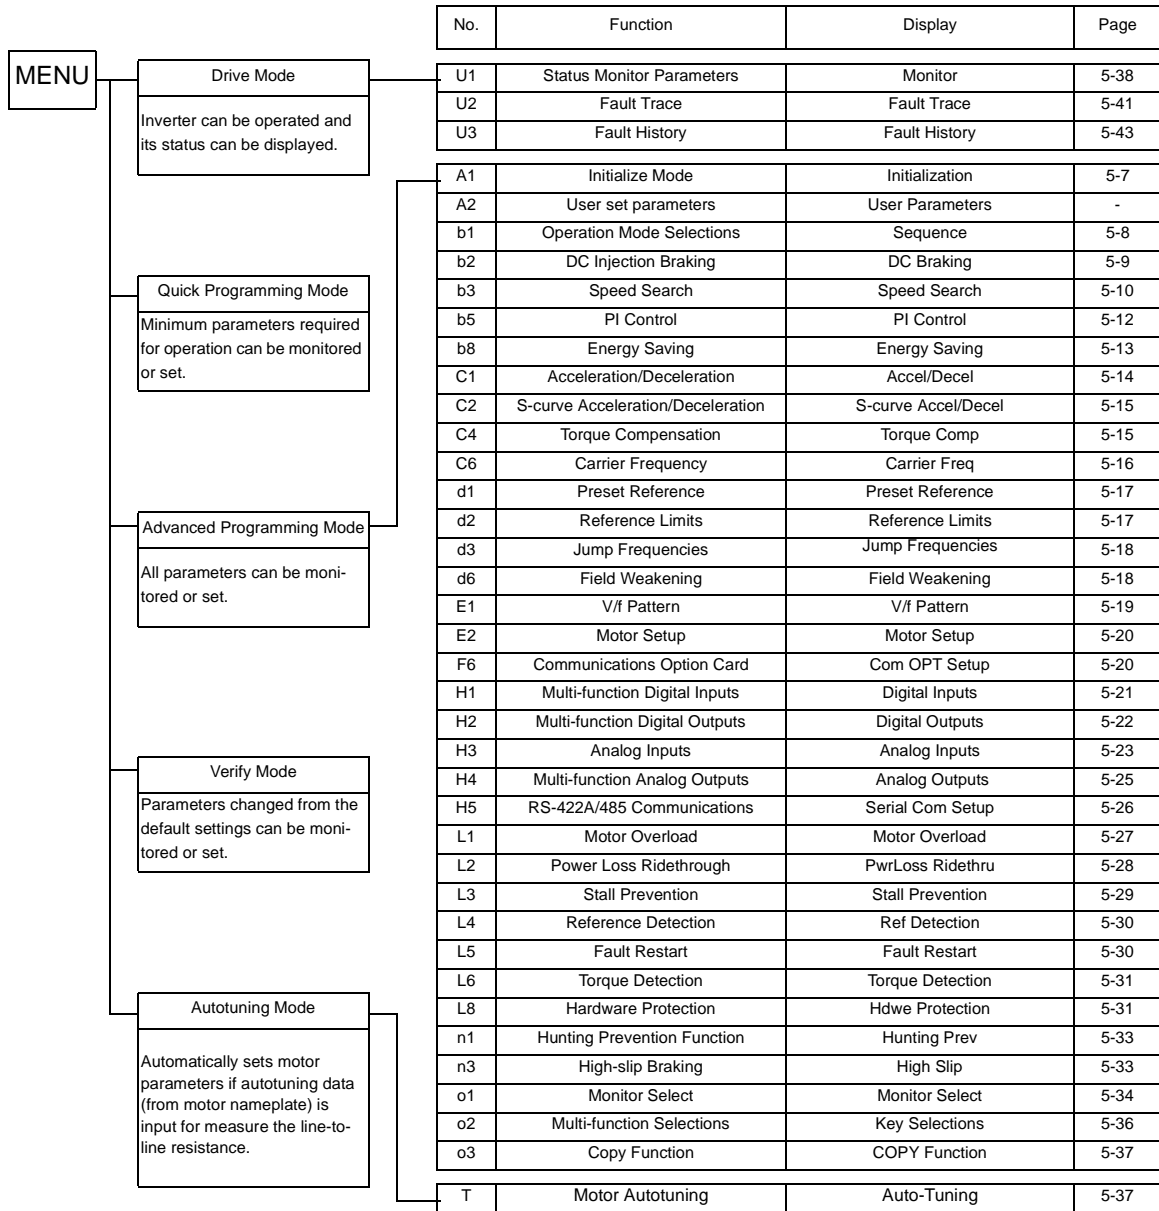 No. Function Display Page
MENU
Drive Mode
Inverter can be operated and
its status can be displayed.
Quick Programming Mode
Minimum parameters required
for operation can be monitored
or set.
Advanced Programming Mode
All parameters can be moni-
tored or set.
Verify Mode
Parameters changed from the
default settings can be moni-
tored or set.
Autotuning Mode
Automatically sets motor
parameters if autotuning data
(from motor nameplate) is
input for measure the line-to-
line resistance.
U1 Status Monitor Parameters Monitor 5-38
U2 Fault Trace Fault Trace 5-41
U3 Fault History Fault History 5-43
A1 Initialize Mode Initialization 5-7
A2 User set parameters User Parameters -
b1 Operation Mode Selections Sequence 5-8
b2 DC Injection Braking DC Braking 5-9
b3 Speed Search Speed Search 5-10
b5 PI Control PI Control 5-12
b8 Energy Saving Energy Saving 5-13
C1 Acceleration/Deceleration Accel/Decel 5-14
C2 S-curve Acceleration/Deceleration S-curve Accel/Decel 5-15
C4 Torque Compensation Torque Comp 5-15
C6 Carrier Frequency Carrier Freq 5-16
d1 Preset Reference Preset Reference 5-17
d2 Reference Limits Reference Limits 5-17
d3 Jump Frequencies Jump Frequencies 5-18
d6 Field Weakening Field Weakening 5-18
E1 V/f Pattern V/f Pattern 5-19
E2 Motor Setup Motor Setup 5-20
F6 Communications Option Card Com OPT Setup 5-20
H1 Multi-function Digital Inputs Digital Inputs 5-21
H2 Multi-function Digital Outputs Digital Outputs 5-22
H3 Analog Inputs Analog Inputs 5-23
H4 Multi-function Analog Outputs Analog Outputs 5-25
H5 RS-422A/485 Communications Serial Com Setup 5-26
L1 Motor Overload Motor Overload 5-27
L2 Power Loss Ridethrough PwrLoss Ridethru 5-28
L3 Stall Prevention Stall Prevention 5-29
L4 Reference Detection Ref Detection 5-30
L5 Fault Restart Fault Restart 5-30
L6 Torque Detection Torque Detection 5-31
L8 Hardware Protection Hdwe Protection 5-31
n1 Hunting Prevention Function Hunting Prev 5-33
n3 High-slip Braking High Slip 5-33
o1 Monitor Select Monitor Select 5-34
o2 Multi-function Selections Key Selections 5-36
o3 Copy Function COPY Function 5-37
T Motor Autotuning Auto-Tuning 5-37